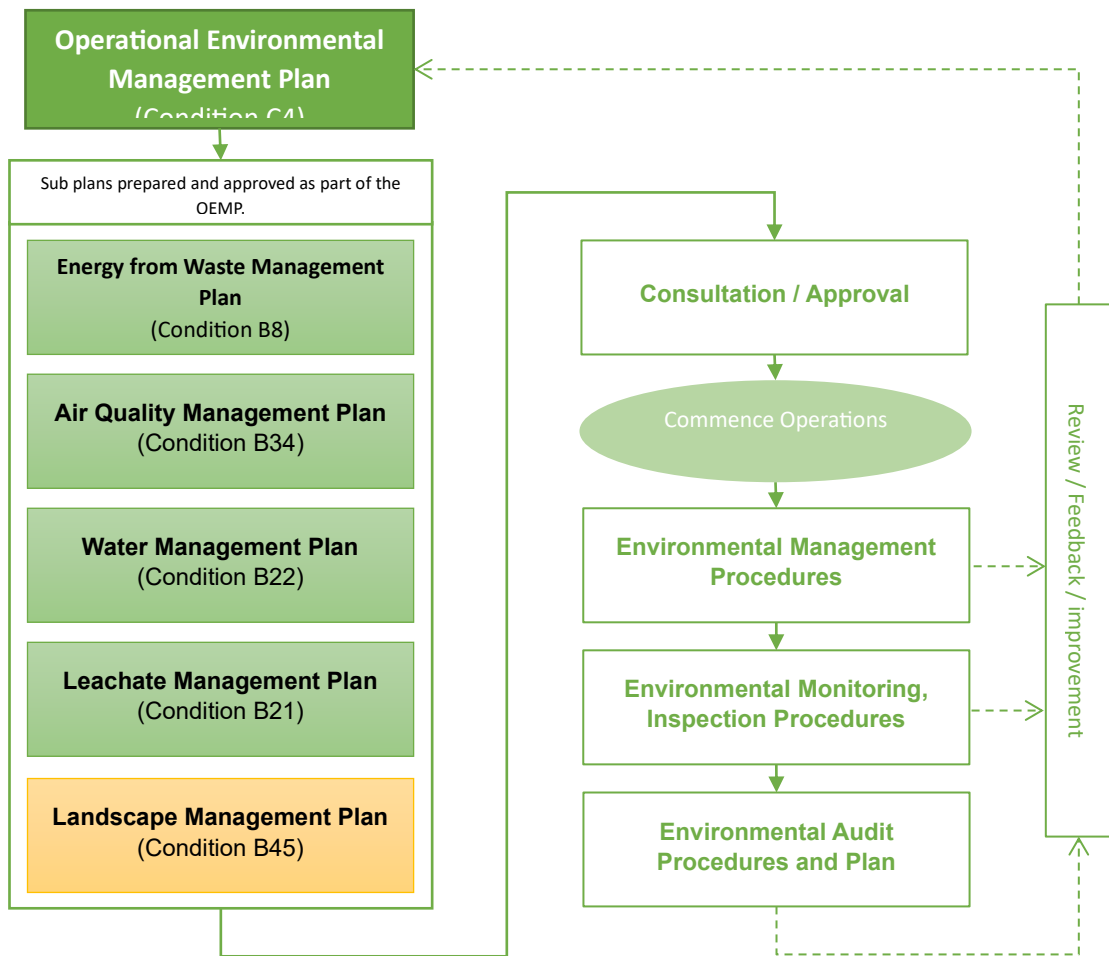 Operational Environmental
Management Plan
(Condition C4)
Sub plans prepared and approved as part of the
OEMP.
Energy from Waste Management
Plan
(Condition B8)
Air Quality Management Plan
(Condition B34)
Water Management Plan
(Condition B22)
Leachate Management Plan
(Condition B21)
Landscape Management Plan
(Condition B45)
Consultation / Approval
Commence Operations
Environmental Management
Procedures
Environmental Monitoring,
Inspection Procedures
Environmental Audit
Procedures and Plan
Review / Feedback / improvement